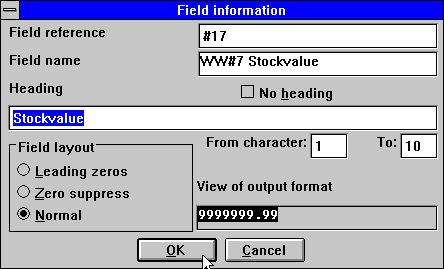 Field information
Field reference #17
Field name WW#7 Stockvalue
Heading No heading
Stockvalue
Field layout From character: 1 To: 10
Leading zeros
Zero suppress View of output format
Normal 9999999.99
OK Cancel